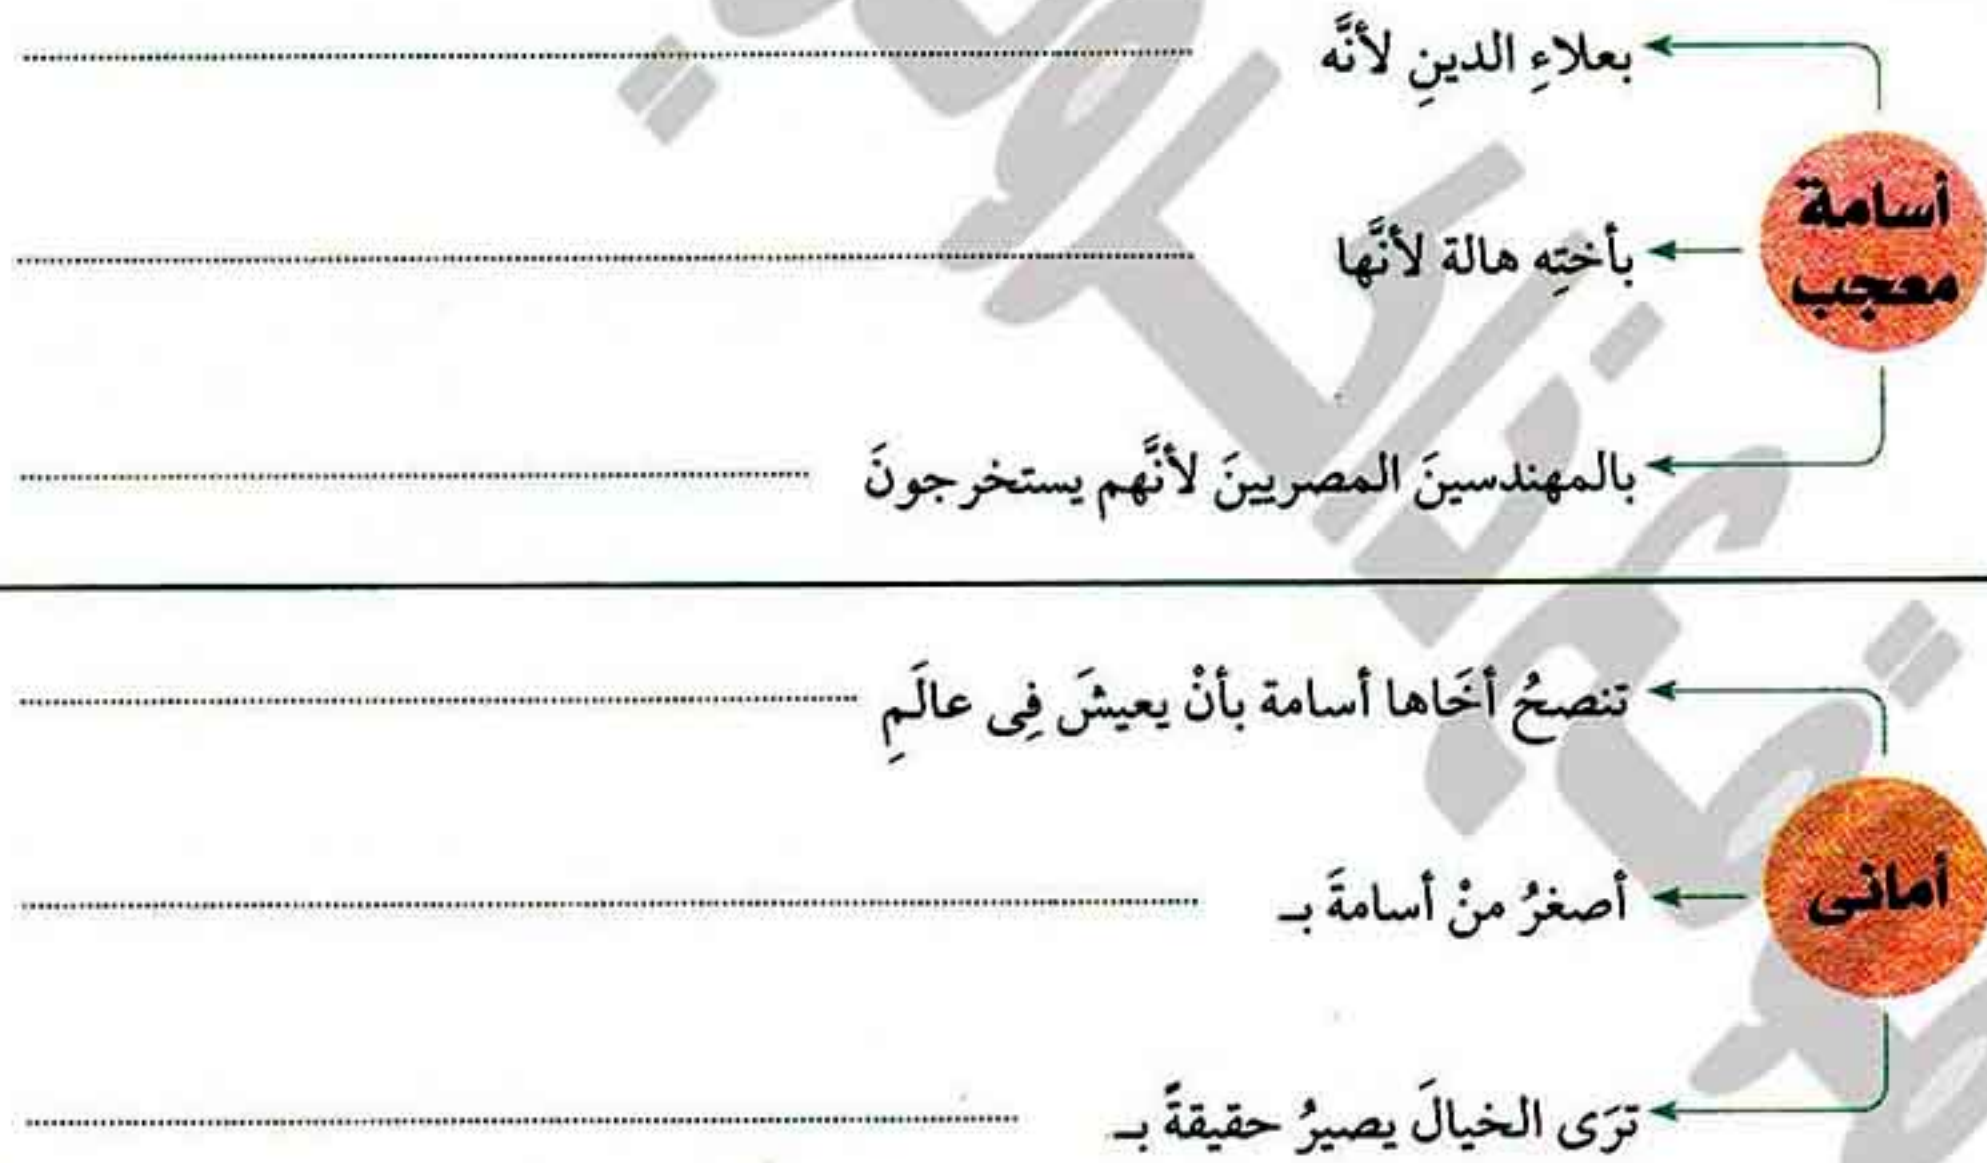 بعلاءِ الدينِ لأنَّه
أسامة
معجب
بأختِه هالة لأنَّها
بالمهندسينَ المصريينَ لأنَّهم يستخرجونَ
تنصحُ أخَاها أسامة بأنْ يعيشَ فِى عالَمِ
أمانى
أصغرُ منْ أسامةَ بـ
ترَى الخيالَ يصيرُ حقيقةً بـ